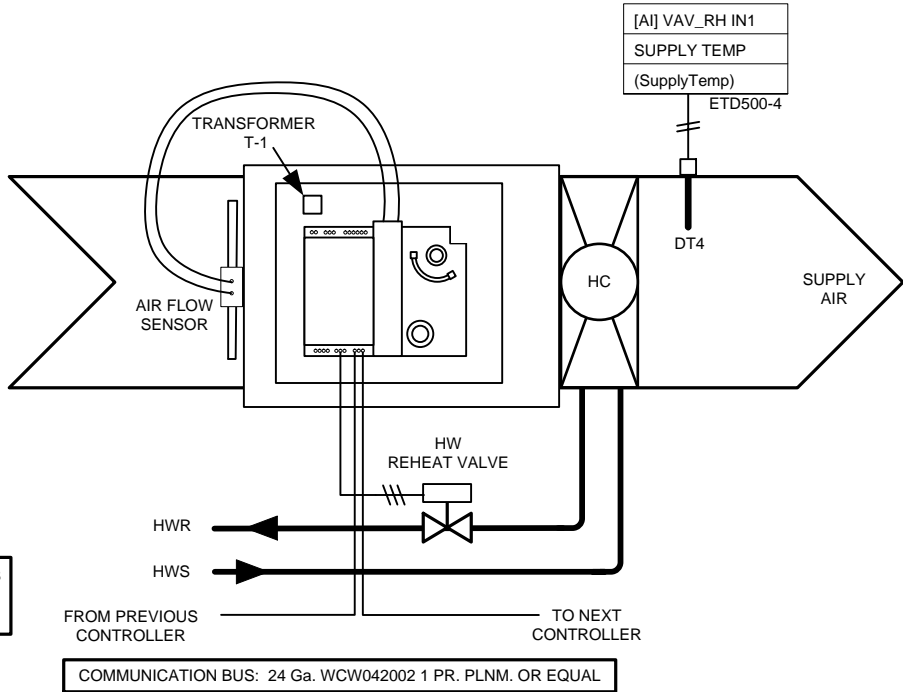 [AI] VAV_RH IN1
SUPPLY TEMP
(SupplyTemp)
ETD500-4
TRANSFORMER
T-1
DT4
HC
SUPPLY
AIR
AIR FLOW
SENSOR
HW
REHEAT VALVE
HWR
HWS
FROM PREVIOUS
CONTROLLER
TO NEXT
CONTROLLER
COMMUNICATION BUS: 24 Ga. WCW042002 1 PR. PLNM. OR EQUAL